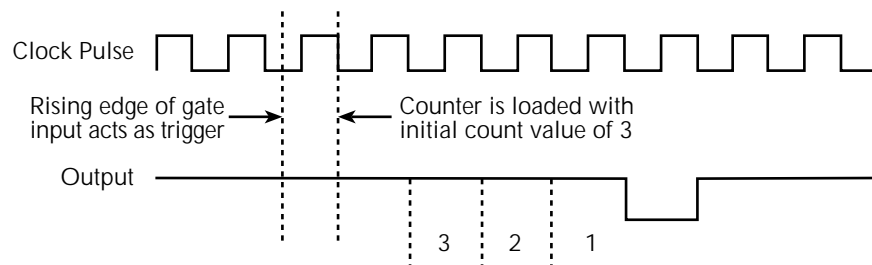 Clock Pulse
Rising edge of gate
input acts as trigger
Counter is loaded with
initial count value of 3
Output
3 2 1